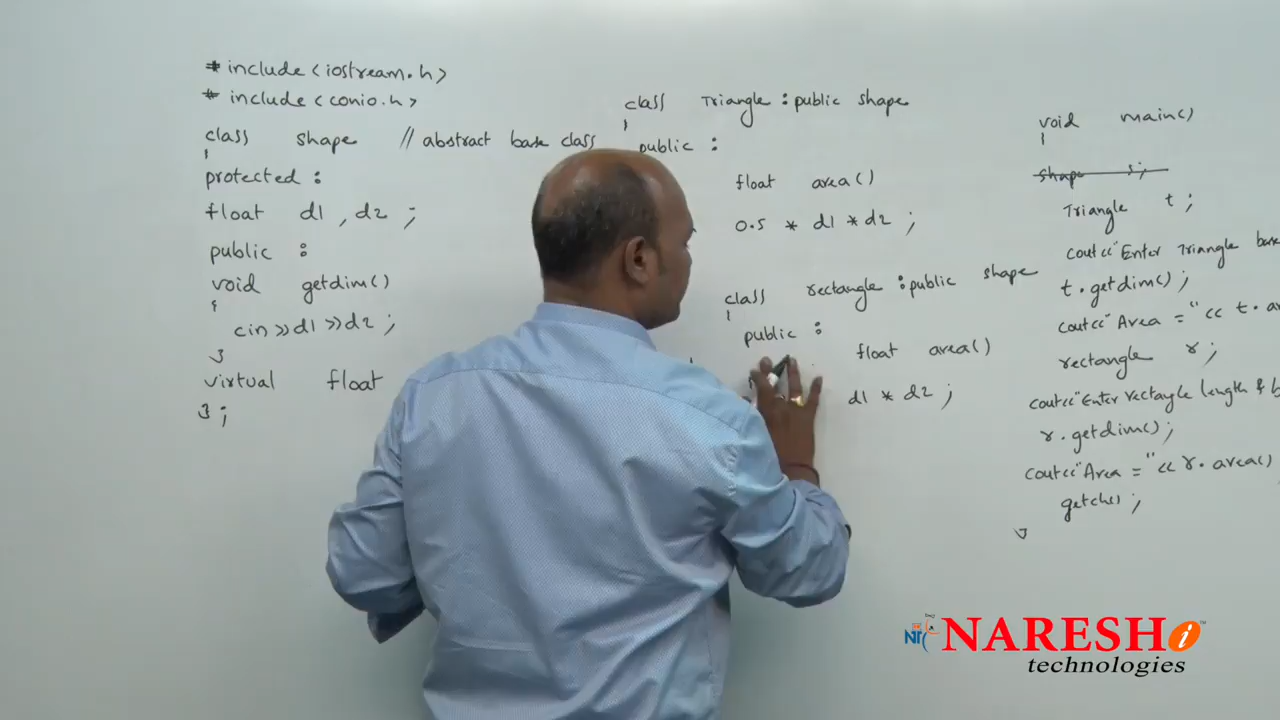 # include <iostream.h>
# include <conio.h>
class shape // abstract base class
{
protected :
float d1 , d2 ;
public :
void getdim()
{
cin >> d1 >> d2 ;
}
virtual float
} ;
class Triangle : public shape
{
public :
float area()
0.5 * d1 * d2 ;
class rectangle : public shape
{
public :
float area()
d1 * d2 ;
void main()
{
shape s;
Triangle t ;
cout<<"Enter Triangle base
t.getdim() ;
cout<<"Area = "<< t.
rectangle r ;
cout<<"Enter rectangle length &
r.getdim() ;
cout<<"Area = "<< r.area()
getch() ;
}
NARESH i ™
technologies